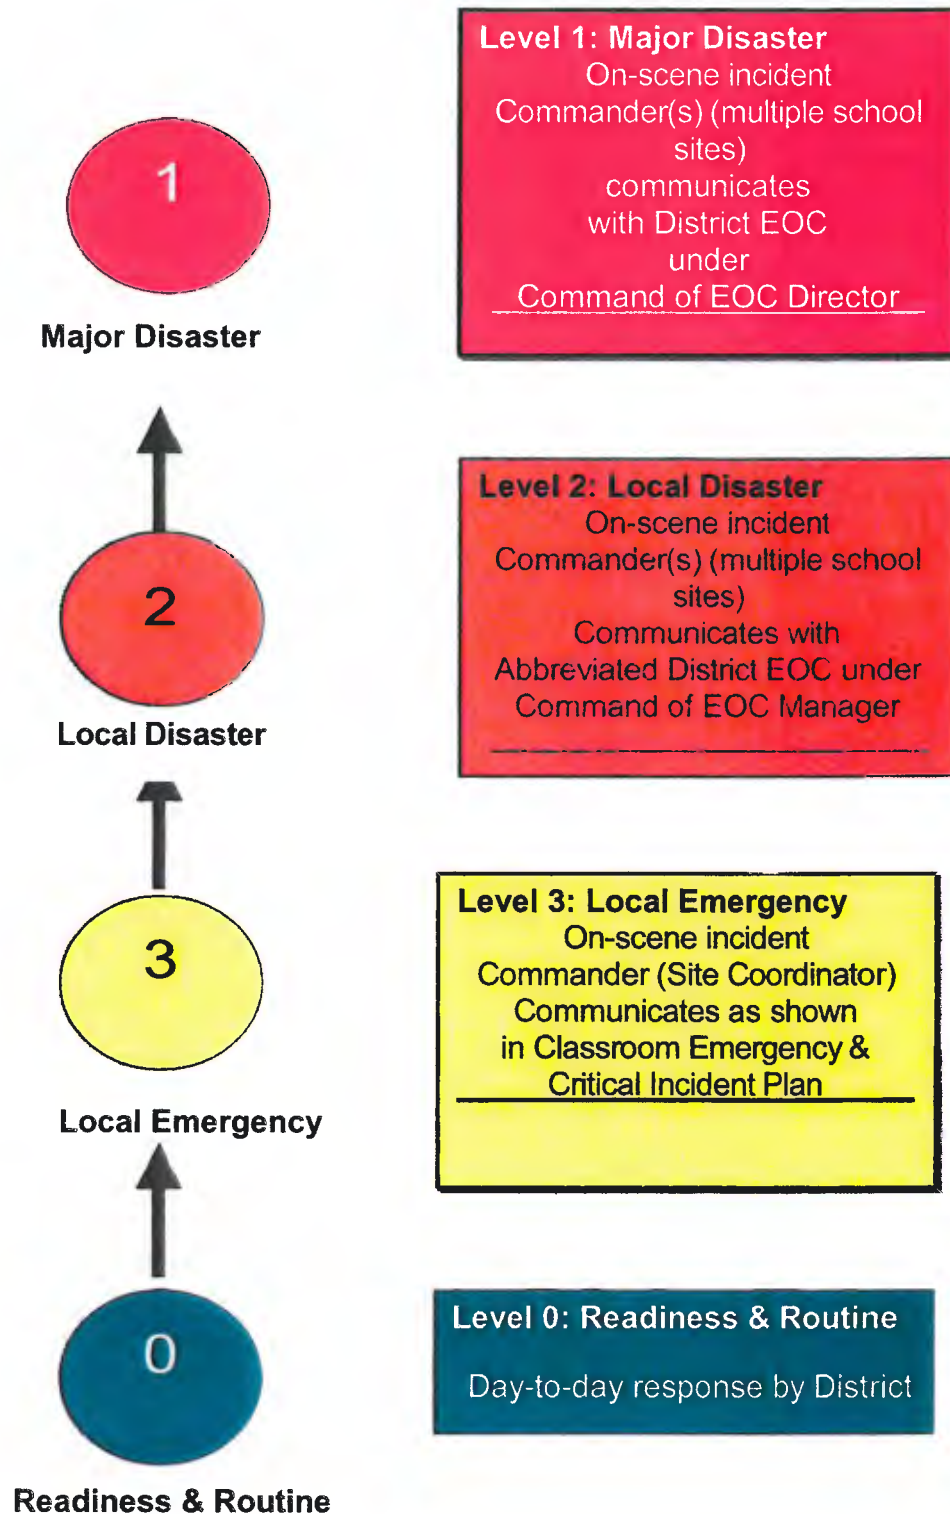 1
Major Disaster
Level 1: Major Disaster
On-scene incident
Commander(s) (multiple school
sites)
communicates
with District EOC
under
Command of EOC Director
2
Local Disaster
Level 2: Local Disaster
On-scene incident
Commander(s) (multiple school
sites)
Communicates with
Abbreviated District EOC under
Command of EOC Manager
3
Local Emergency
Level 3: Local Emergency
On-scene incident
Commander (Site Coordinator)
Communicates as shown
in Classroom Emergency &
Critical Incident Plan
0
Readiness & Routine
Level 0: Readiness & Routine
Day-to-day response by District